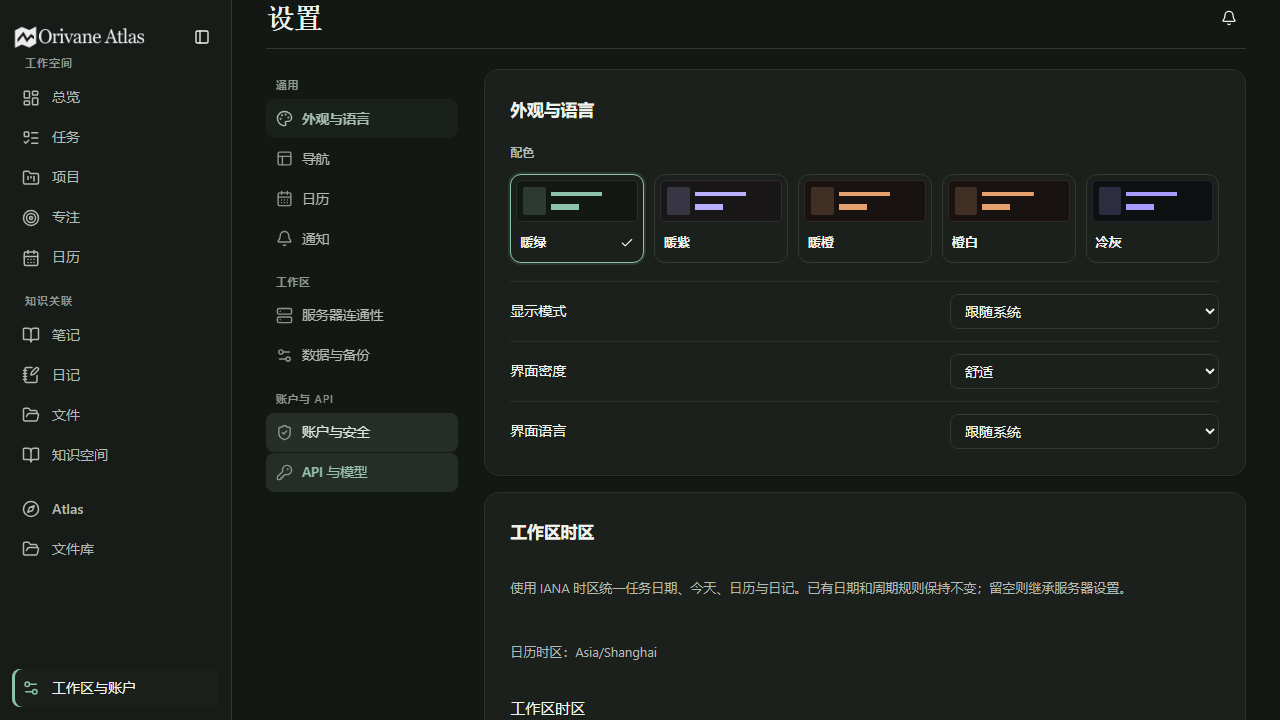 Orivane Atlas
工作空间
总览
任务
项目
专注
日历
知识关联
笔记
日记
文件
知识空间
Atlas
文件库
工作区与账户
设置
通用
外观与语言
导航
日历
通知
工作区
服务器连通性
数据与备份
账户与 API
账户与安全
API 与模型
外观与语言
配色
暖绿
暖紫
暖橙
橙白
冷灰
显示模式
跟随系统
界面密度
舒适
界面语言
跟随系统
工作区时区
使用 IANA 时区统一任务日期、今天、日历与日记。已有日期和周期规则保持不变；留空则继承服务器设置。
日历时区：Asia/Shanghai
工作区时区